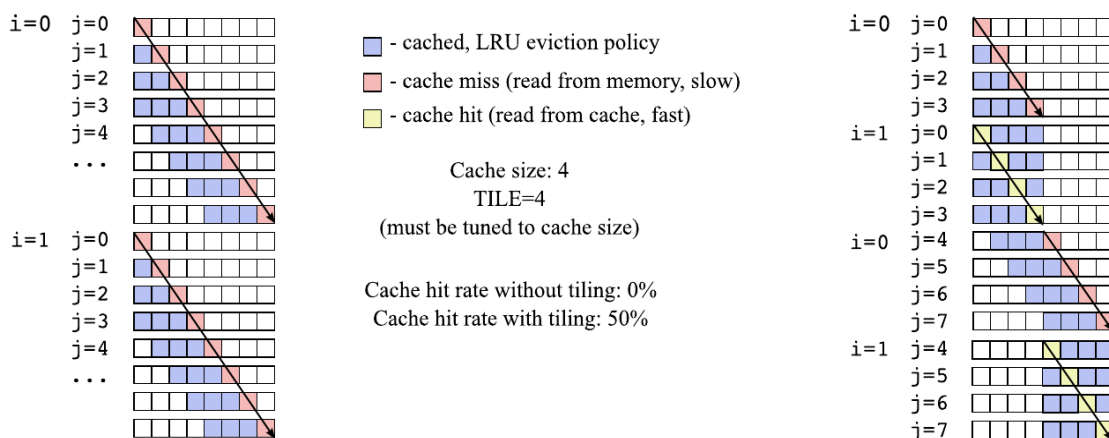 i=0 j=0
j=1
j=2
j=3
j=4
...
i=1 j=0
j=1
j=2
j=3
j=4
...
- cached, LRU eviction policy
- cache miss (read from memory, slow)
- cache hit (read from cache, fast)
Cache size: 4
TILE=4
(must be tuned to cache size)
Cache hit rate without tiling: 0%
Cache hit rate with tiling: 50%
i=0 j=0
j=1
j=2
j=3
i=1 j=0
j=1
j=2
j=3
i=0 j=4
j=5
j=6
j=7
i=1 j=4
j=5
j=6
j=7